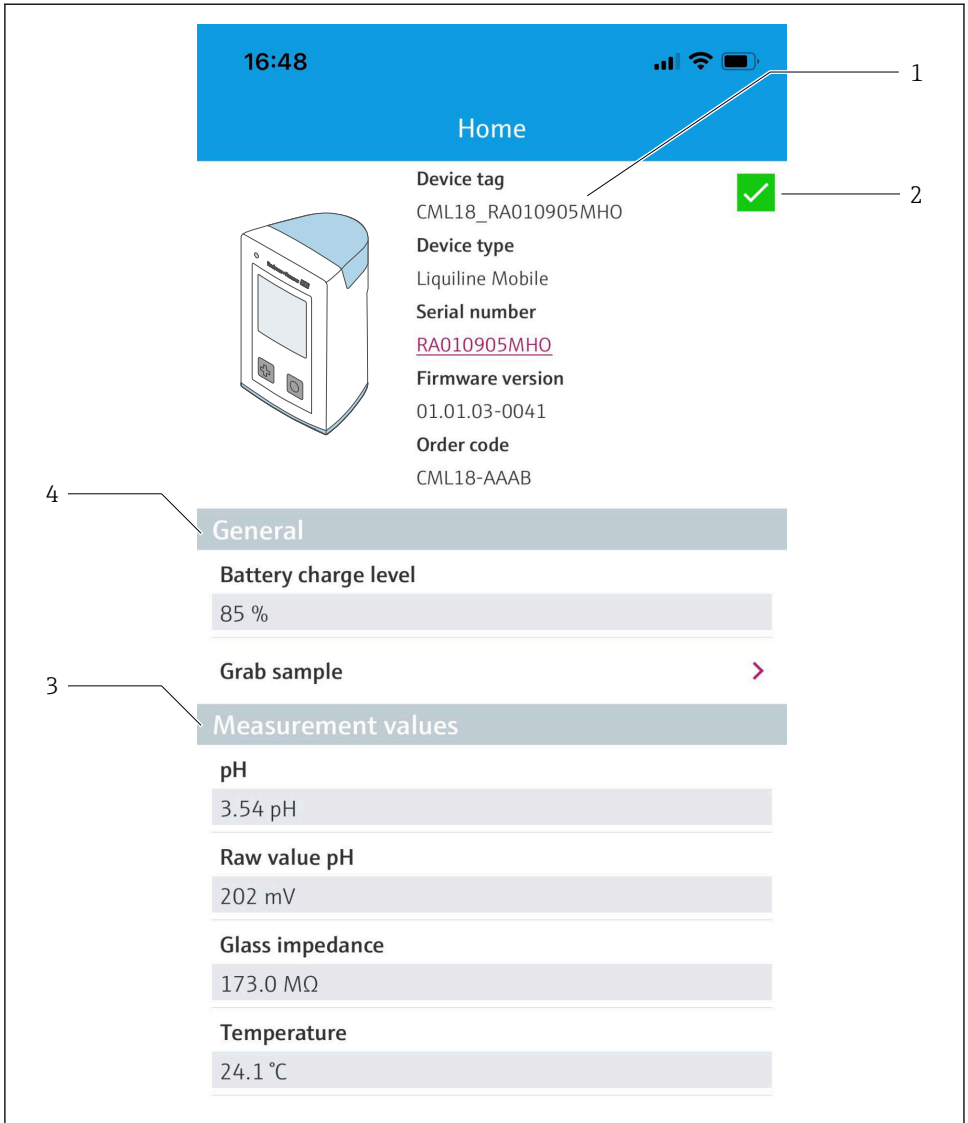 16:48
1
Home
Device tag
2
CML18_RA010905MHO
Device type
Liquiline Mobile
Serial number
RA010905MHO
Firmware version
01.01.03-0041
Order code
CML18-AAAB
4
General
Battery charge level
85 %
Grab sample
3
Measurement values
pH
3.54 pH
Raw value pH
202 mV
Glass impedance
173.0 MΩ
Temperature
24.1 °C